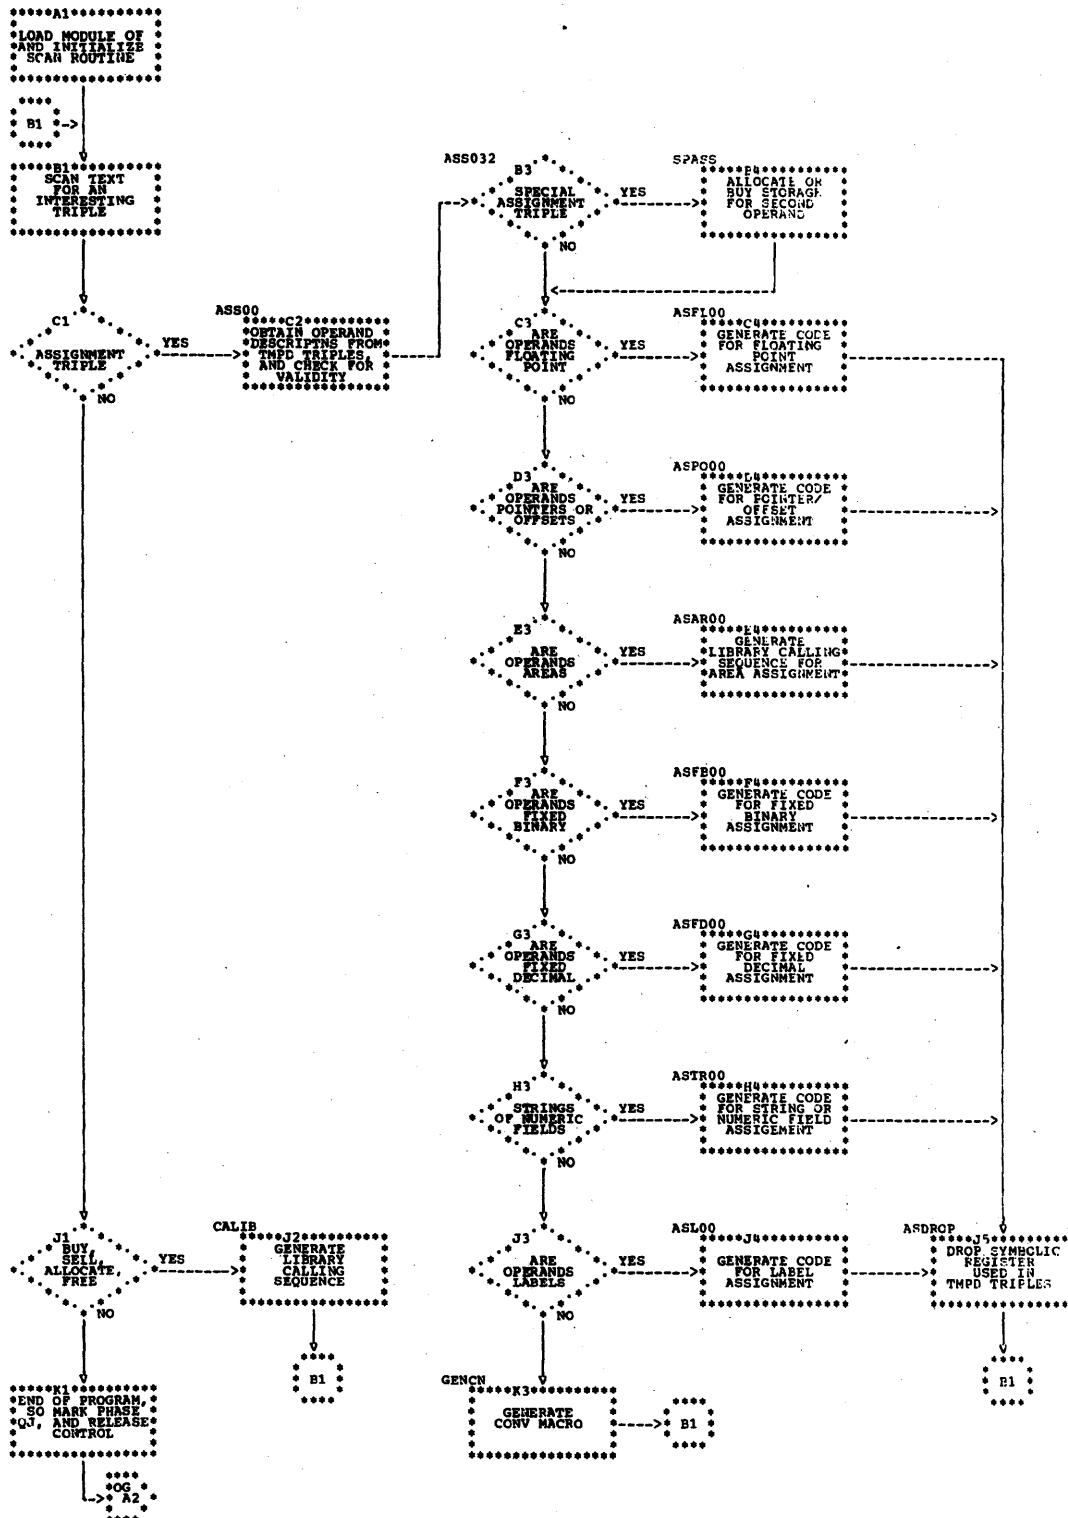 A1
LOAD MODULE OF
AND INITIALIZE
SCAN ROUTINE
B1
B1
SCAN TEXT
FOR AN
INTERESTING
TRIPLE
ASS032
B3
SPECIAL
ASSIGNMENT
TRIPLE
YES
NO
SPASS
B4
ALLOCATE OR
BUY STORAGE
FOR SECOND
OPERAND
C1
ASSIGNMENT
TRIPLE
YES
NO
ASS00
C2
OBTAIN OPERAND
DESCRIPTNS FROM
TMPD TRIPLES,
AND CHECK FOR
VALIDITY
C3
ARE
OPERANDS
FLOATING
POINT
YES
NO
ASFL00
C4
GENERATE CODE
FOR FLOATING
POINT
ASSIGNMENT
D3
ARE
OPERANDS
POINTERS OR
OFFSETS
YES
NO
ASPO00
D4
GENERATE CODE
FOR POINTER/
OFFSET
ASSIGNMENT
E3
ARE
OPERANDS
AREAS
YES
NO
ASAR00
E4
GENERATE
LIBRARY CALLING
SEQUENCE FOR
AREA ASSIGNMENT
F3
ARE
OPERANDS
FIXED
BINARY
YES
NO
ASFB00
F4
GENERATE CODE
FOR FIXED
BINARY
ASSIGNMENT
G3
ARE
OPERANDS
FIXED
DECIMAL
YES
NO
ASFD00
G4
GENERATE CODE
FOR FIXED
DECIMAL
ASSIGNMENT
H3
STRINGS
OF NUMERIC
FIELDS
YES
NO
ASTR00
H4
GENERATE CODE
FOR STRING OR
NUMERIC FIELD
ASSIGEMENT
J1
BUY,
SELL,
ALLOCATE,
FREE
YES
NO
CALIB
J2
GENERATE
LIBRARY
CALLING
SEQUENCE
B1
J3
ARE
OPERANDS
LABELS
YES
NO
ASL00
J4
GENERATE CODE
FOR LABEL
ASSIGNMENT
ASDROP
J5
DROP SYMBOLIC
REGISTER
USED IN
TMPD TRIPLES
B1
K1
END OF PROGRAM,
SO MARK PHASE
QJ, AND RELEASE
CONTROL
OG
A2
GENCN
K3
GENERATE
CONV MACRO
B1